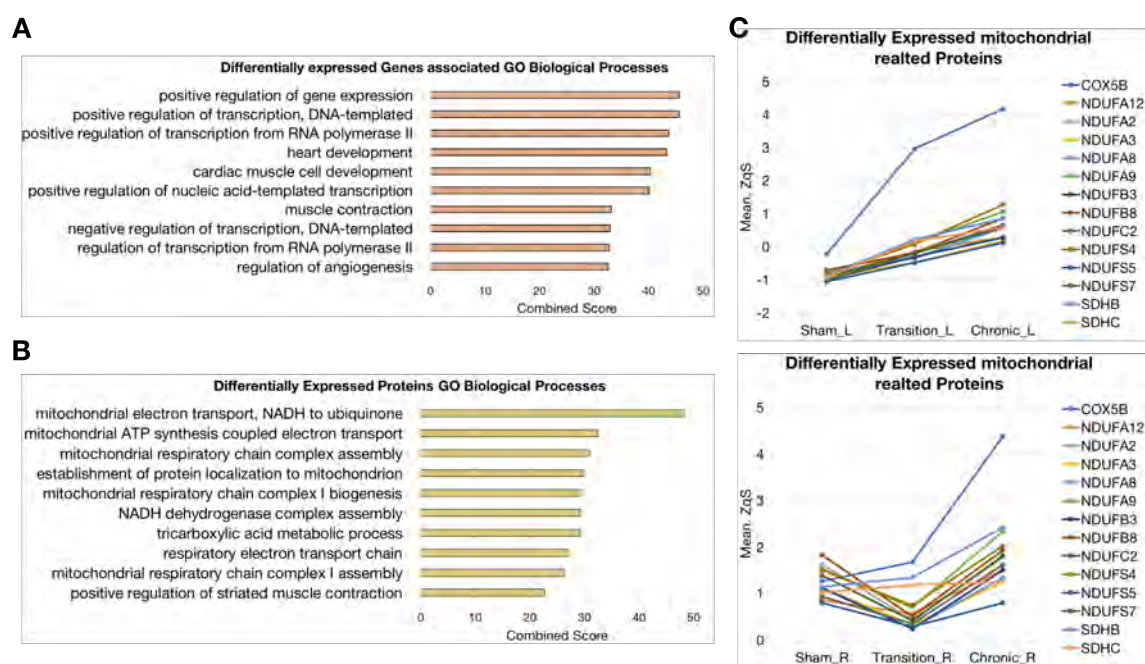 A
Differentially expressed Genes associated GO Biological Processes
positive regulation of gene expression
positive regulation of transcription, DNA-templated
positive regulation of transcription from RNA polymerase II
heart development
cardiac muscle cell development
positive regulation of nucleic acid-templated transcription
muscle contraction
negative regulation of transcription, DNA-templated
regulation of transcription from RNA polymerase II
regulation of angiogenesis
0 10 20 30 40 50
Combined Score
B
Differentially Expressed Proteins GO Biological Processes
mitochondrial electron transport, NADH to ubiquinone
mitochondrial ATP synthesis coupled electron transport
mitochondrial respiratory chain complex assembly
establishment of protein localization to mitochondrion
mitochondrial respiratory chain complex I biogenesis
NADH dehydrogenase complex assembly
tricarboxylic acid metabolic process
respiratory electron transport chain
mitochondrial respiratory chain complex I assembly
positive regulation of striated muscle contraction
0 10 20 30 40 50
Combined Score
C
Differentially Expressed mitochondrial
realted Proteins
5
4
3
2
1
0
-1
-2
Mean. ZqS
Sham_L Transition_L Chronic_L
COX5B
NDUFA12
NDUFA2
NDUFA3
NDUFA8
NDUFA9
NDUFB3
NDUFB8
NDUFC2
NDUFS4
NDUFS5
NDUFS7
SDHB
SDHC
Differentially Expressed mitochondrial
realted Proteins
5
4
3
2
1
0
Mean. ZqS
Sham_R Transition_R Chronic_R
COX5B
NDUFA12
NDUFA2
NDUFA3
NDUFA8
NDUFA9
NDUFB3
NDUFB8
NDUFC2
NDUFS4
NDUFS5
NDUFS7
SDHB
SDHC